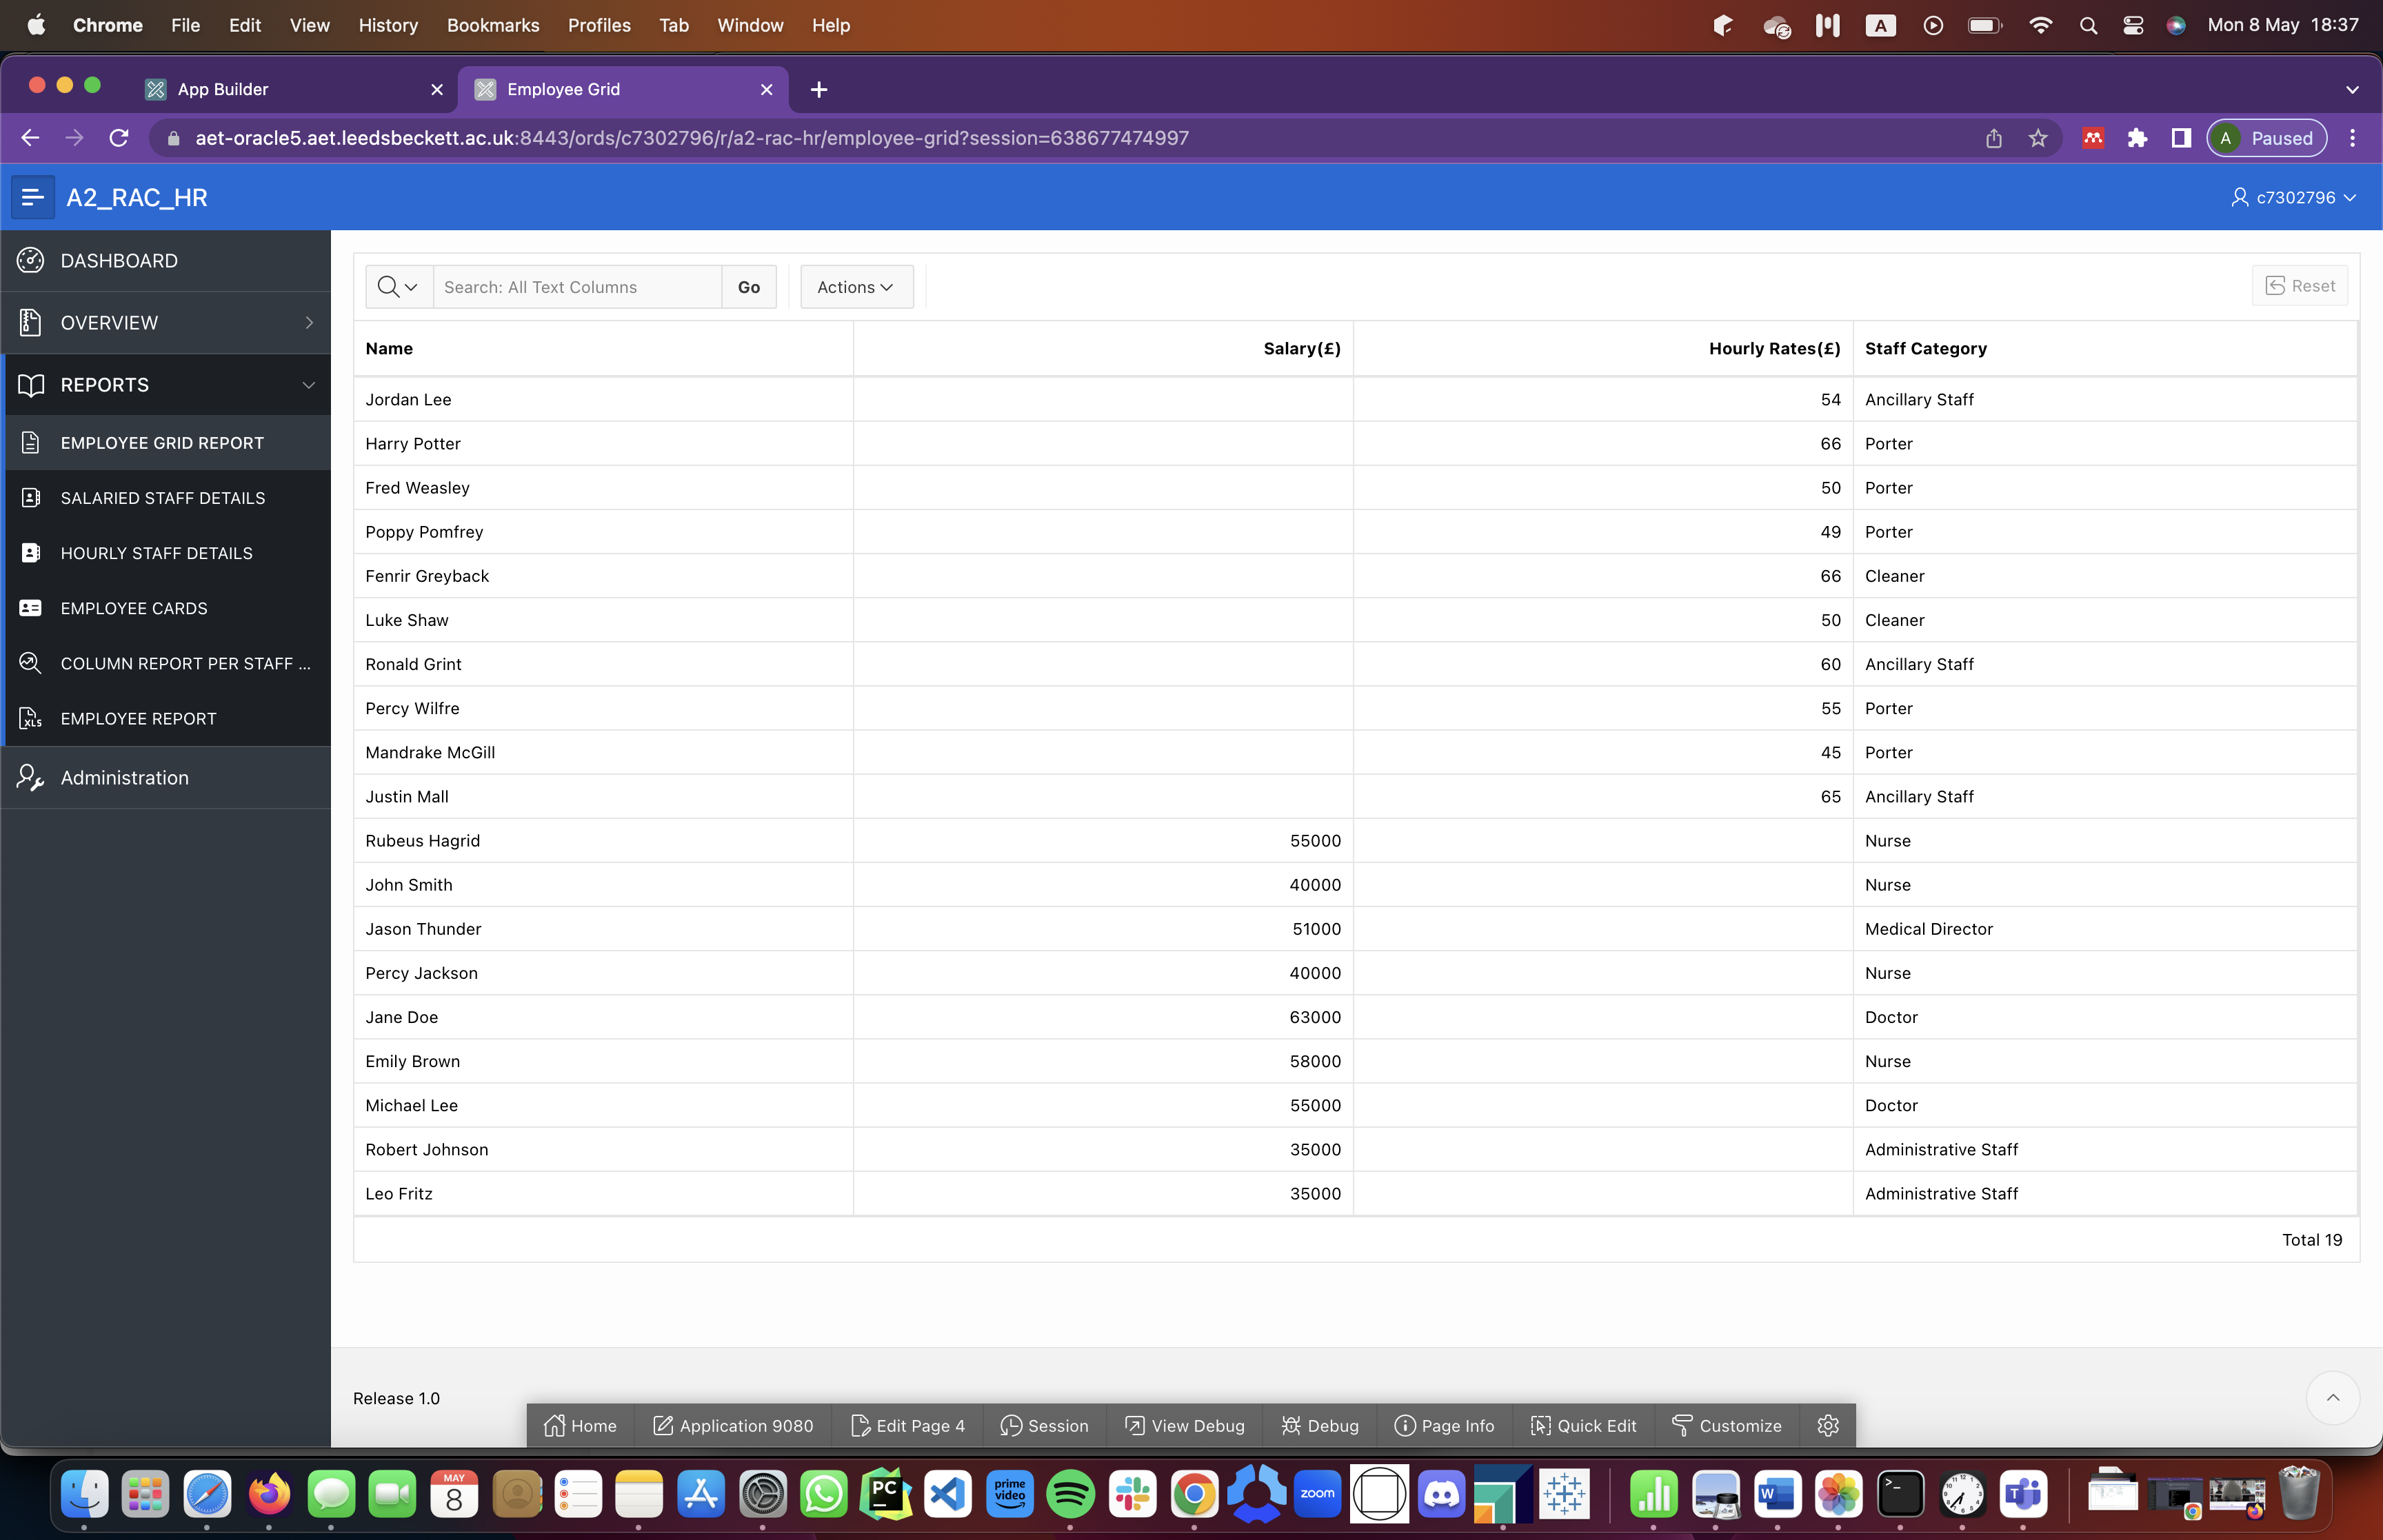 Chrome File Edit View History Bookmarks Profiles Tab Window Help A Mon 8 May 18:37
App Builder Employee Grid
aet-oracle5.aet.leedsbeckett.ac.uk:8443/ords/c7302796/r/a2-rac-hr/employee-grid?session=638677474997 A Paused
A2_RAC_HR c7302796
DASHBOARD
OVERVIEW
REPORTS
EMPLOYEE GRID REPORT
SALARIED STAFF DETAILS
HOURLY STAFF DETAILS
EMPLOYEE CARDS
COLUMN REPORT PER STAFF ...
XLS EMPLOYEE REPORT
Administration
Search: All Text Columns Go Actions Reset
Name Salary(£) Hourly Rates(£) Staff Category
Jordan Lee 54 Ancillary Staff
Harry Potter 66 Porter
Fred Weasley 50 Porter
Poppy Pomfrey 49 Porter
Fenrir Greyback 66 Cleaner
Luke Shaw 50 Cleaner
Ronald Grint 60 Ancillary Staff
Percy Wilfre 55 Porter
Mandrake McGill 45 Porter
Justin Mall 65 Ancillary Staff
Rubeus Hagrid 55000 Nurse
John Smith 40000 Nurse
Jason Thunder 51000 Medical Director
Percy Jackson 40000 Nurse
Jane Doe 63000 Doctor
Emily Brown 58000 Nurse
Michael Lee 55000 Doctor
Robert Johnson 35000 Administrative Staff
Leo Fritz 35000 Administrative Staff
Total 19
Release 1.0
Home Application 9080 Edit Page 4 Session View Debug Debug Page Info Quick Edit Customize
MAY
8
PC
prime video
zoom
W
T